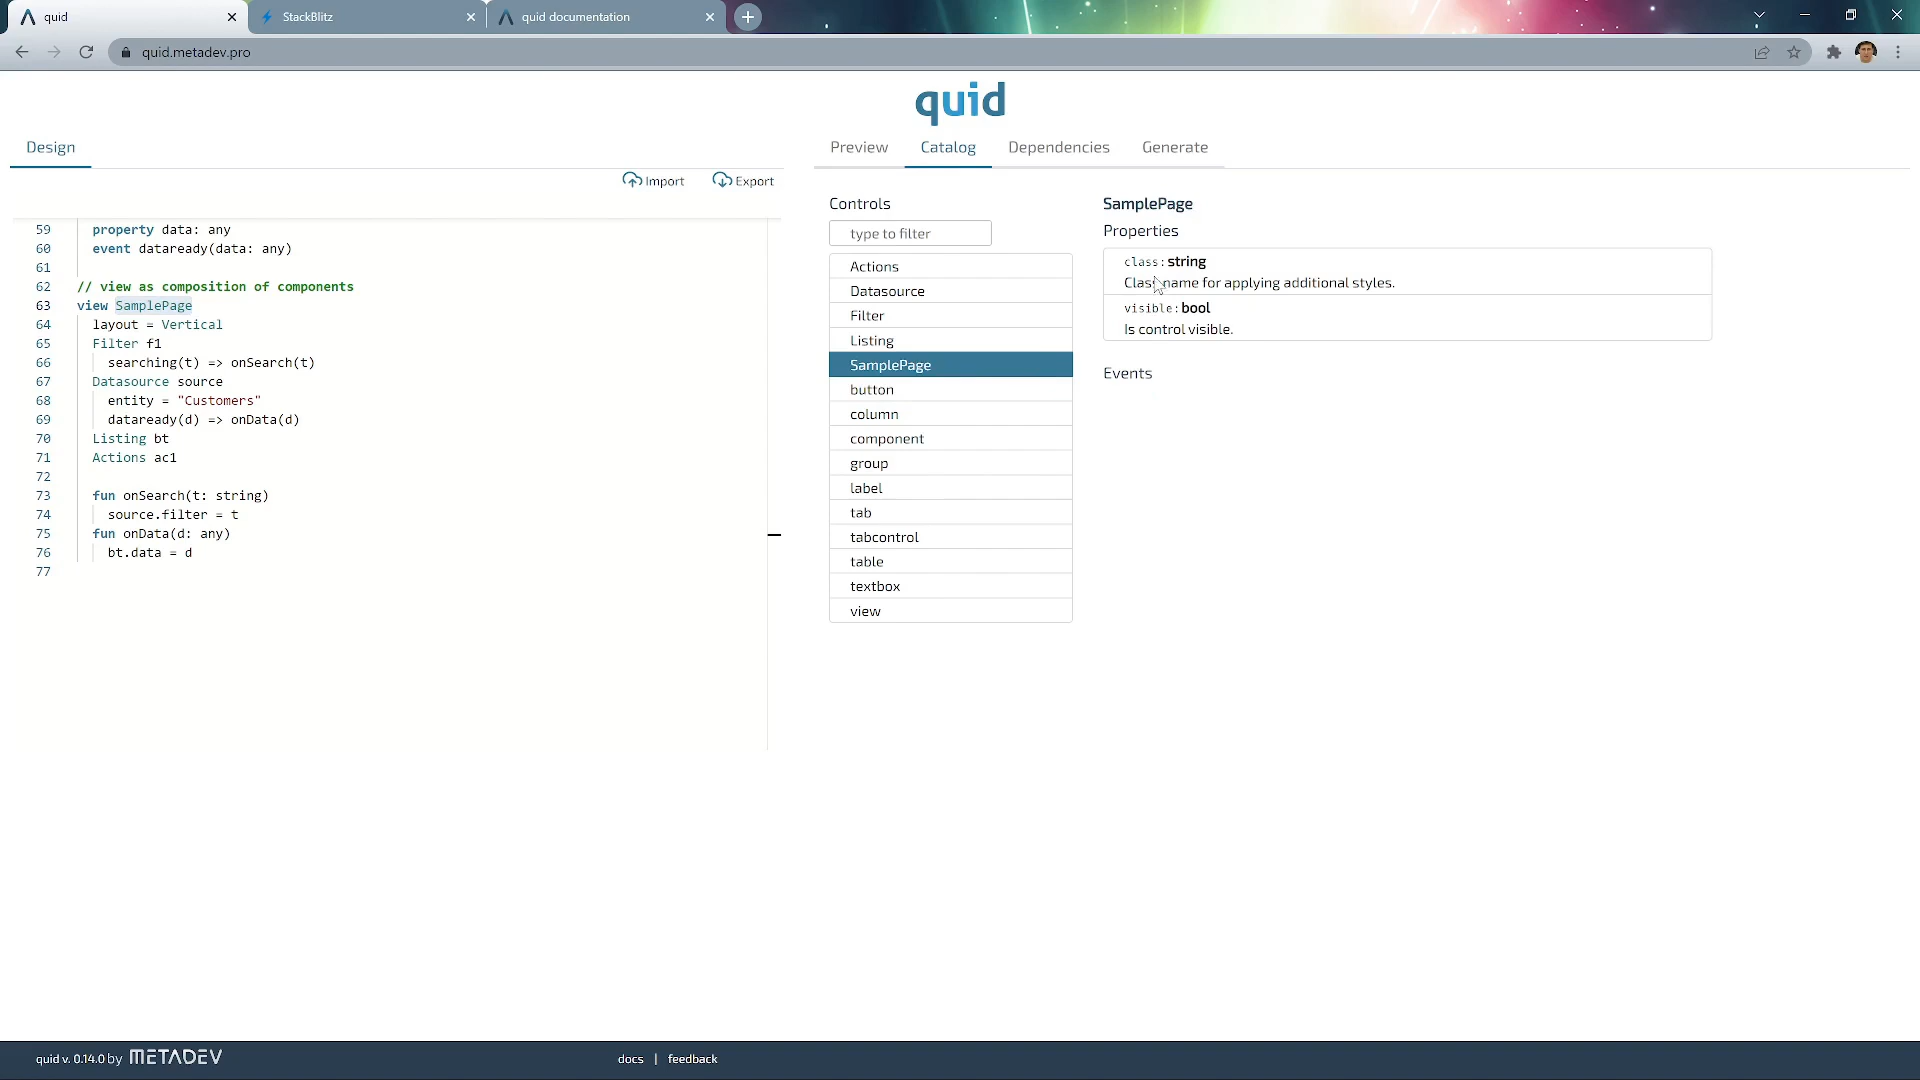 quid
StackBlitz
quid documentation
quid.metadev.pro
quid
Design
Preview
Catalog
Dependencies
Generate
Import
Export
Controls
type to filter
Actions
Datasource
Filter
Listing
SamplePage
button
column
component
group
label
tab
tabcontrol
table
textbox
view
SamplePage
Properties
class: string
Class name for applying additional styles.
visible: bool
Is control visible.
Events
59 property data: any
60 event dataready(data: any)
61
62 // view as composition of components
63 view SamplePage
64 layout = Vertical
65 Filter f1
66 searching(t) => onSearch(t)
67 Datasource source
68 entity = "Customers"
69 dataready(d) => onData(d)
70 Listing bt
71 Actions ac1
72
73 fun onSearch(t: string)
74 source.filter = t
75 fun onData(d: any)
76 bt.data = d
77
quid v. 0.14.0 by METADEV
docs | feedback